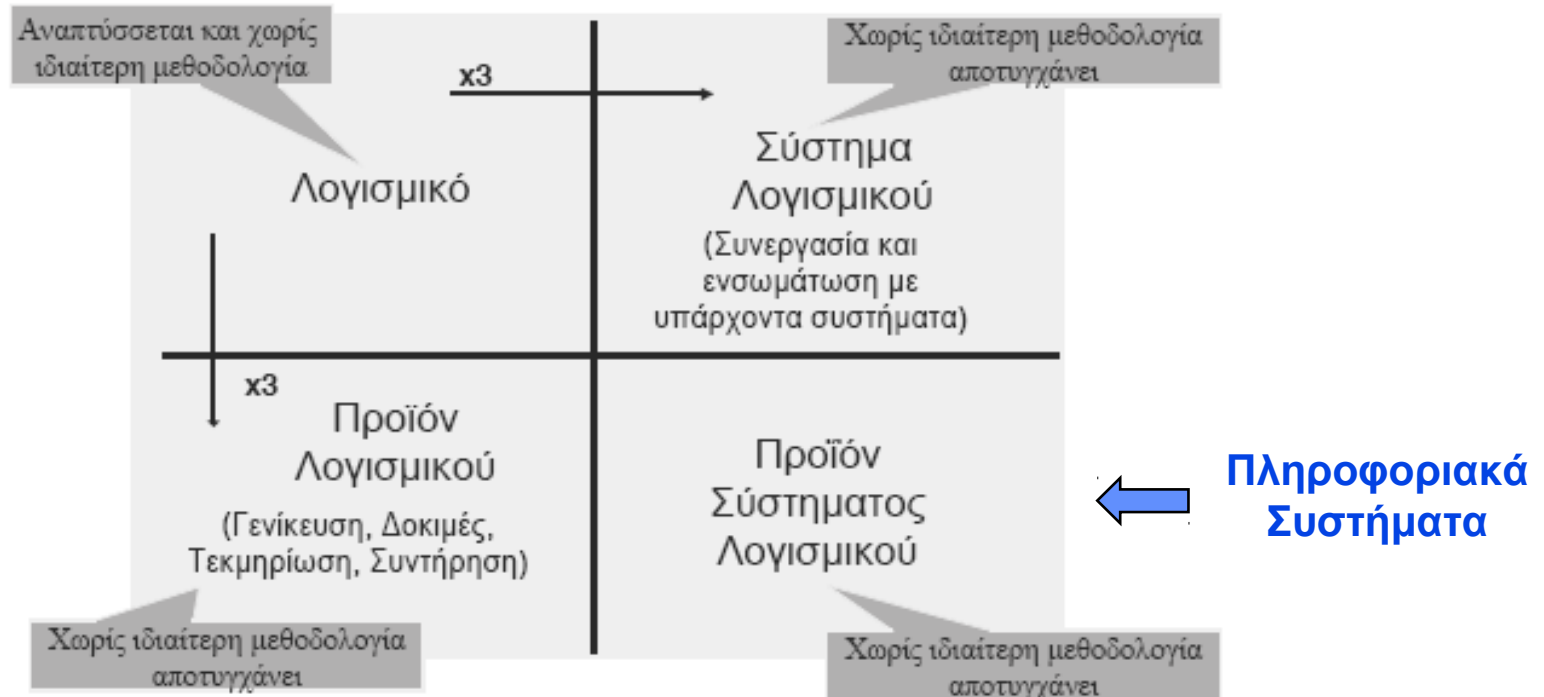 Αναπτύσσεται και χωρίς
ιδιαίτερη μεθοδολογία
x3
Χωρίς ιδιαίτερη μεθοδολογία
αποτυγχάνει
Λογισμικό
Σύστημα
Λογισμικού
(Συνεργασία και
ενσωμάτωση με
υπάρχοντα συστήματα)
x3
Προϊόν
Λογισμικού
(Γενίκευση, Δοκιμές,
Τεκμηρίωση, Συντήρηση)
Χωρίς ιδιαίτερη μεθοδολογία
αποτυγχάνει
Προΐόν
Σύστηματος
Λογισμικού
Χωρίς ιδιαίτερη μεθοδολογία
αποτυγχάνει
Πληροφοριακά
Συστήματα